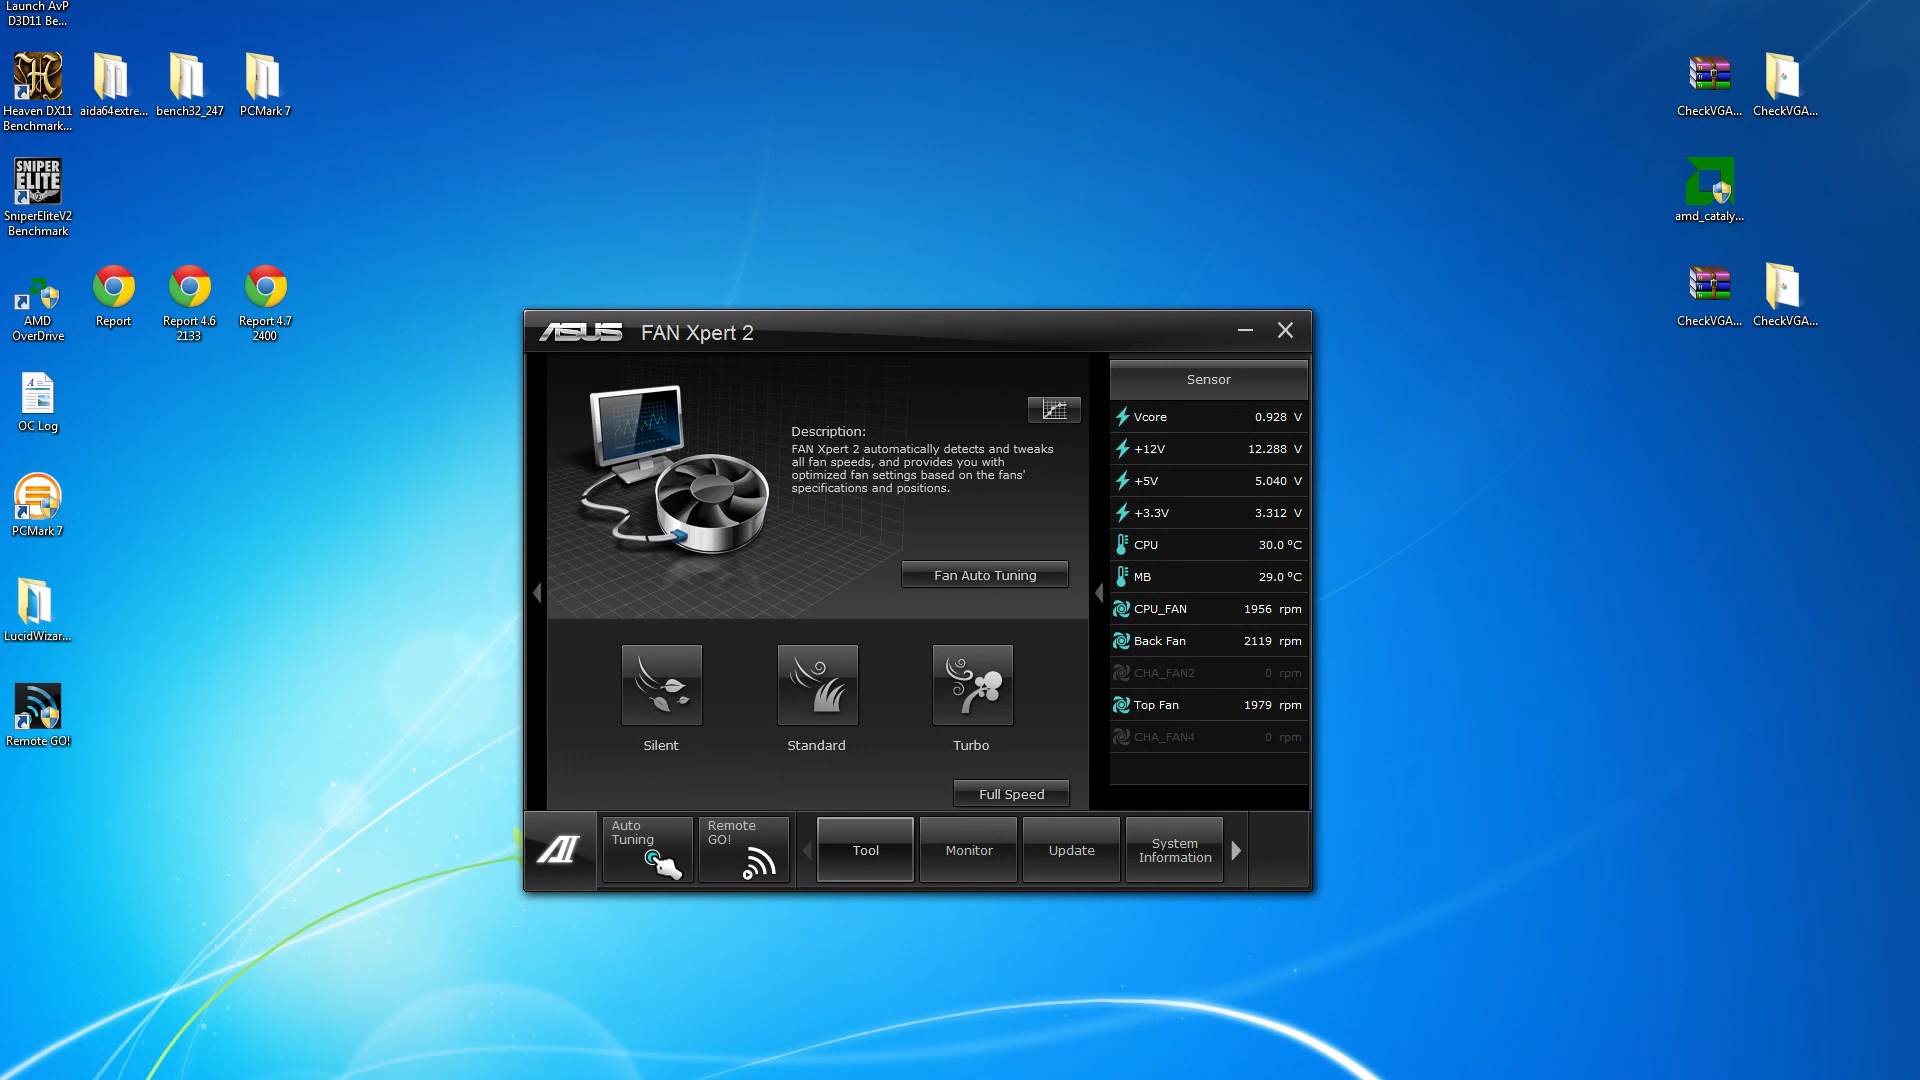 Launch AvP
D3D11 Be...
Heaven DX11
Benchmark...
aida64extre...
bench32_247
PCMark 7
CheckVGA...
CheckVGA...
SNIPER
ELITE
SniperEliteV2
Benchmark
amd_cataly...
AMD
OverDrive
Report
Report 4.6
2133
Report 4.7
2400
CheckVGA...
CheckVGA...
OC Log
PCMark 7
LucidWizar...
Remote GO!
ASUS FAN Xpert 2
Description:
FAN Xpert 2 automatically detects and tweaks
all fan speeds, and provides you with
optimized fan settings based on the fans'
specifications and positions.
Fan Auto Tuning
Silent
Standard
Turbo
Full Speed
Sensor
Vcore 0.928 V
+12V 12.288 V
+5V 5.040 V
+3.3V 3.312 V
CPU 30.0 ºC
MB 29.0 ºC
CPU_FAN 1956 rpm
Back Fan 2119 rpm
CHA_FAN2 0 rpm
Top Fan 1979 rpm
CHA_FAN4 0 rpm
AI
Auto
Tuning
Remote
GO!
Tool
Monitor
Update
System
Information